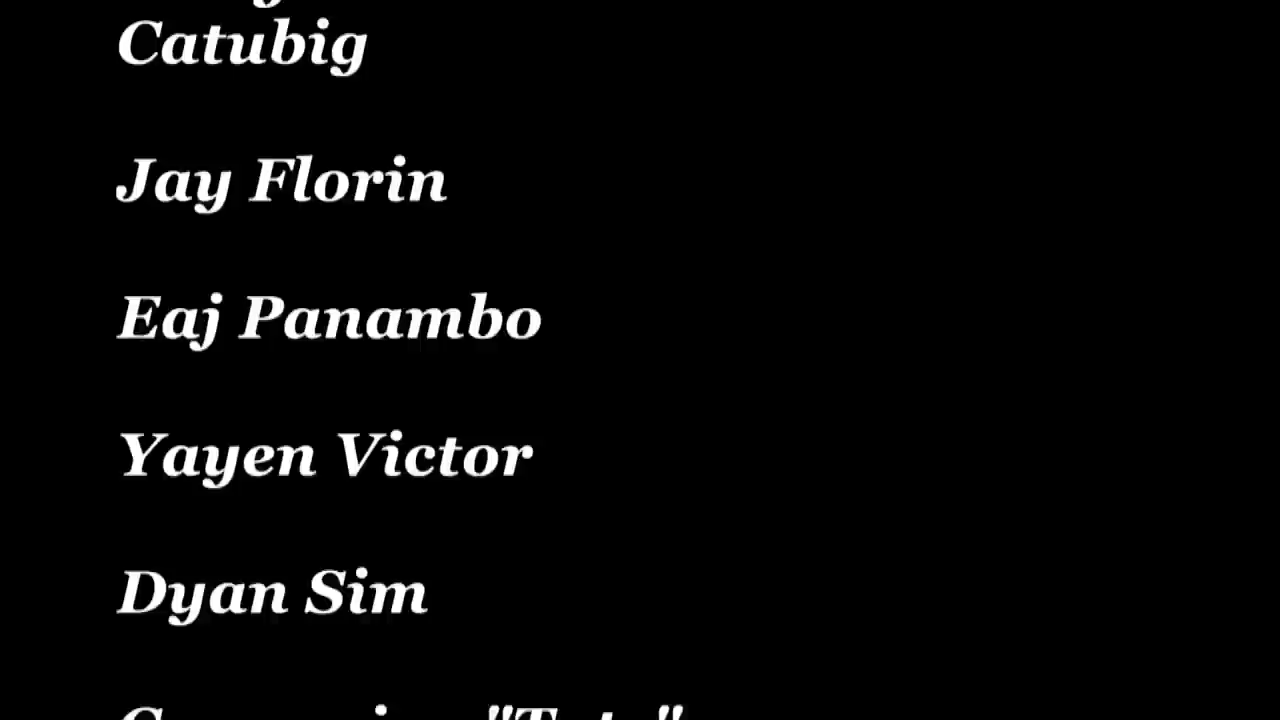 Catubig
Jay Florin
Eaj Panambo
Yayen Victor
Dyan Sim